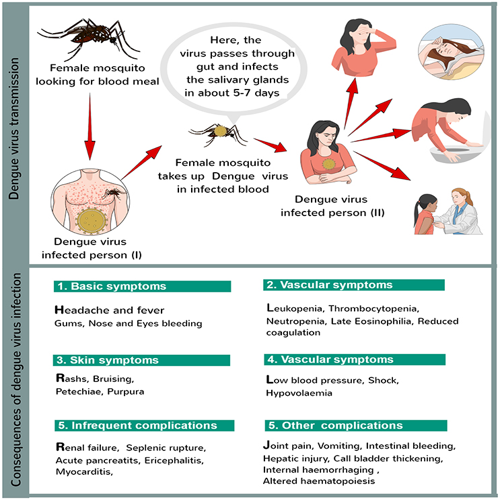 Dengue virus transmission
Female mosquito
looking for blood meal
Here, the
virus passes through
gut and infects
the salivary glands
in about 5-7 days
Female mosquito
takes up Dengue virus
in infected blood
Dengue virus
infected person (I)
Dengue virus
infected person (II)
Consequences of dengue virus infection
1. Basic symptoms
Headache and fever
Gums, Nose and Eyes bleeding
2. Vascular symptoms
Leukopenia, Thrombocytopenia,
Neutropenia, Late Eosinophilia, Reduced
coagulation
3. Skin symptoms
Rashs, Bruising,
Petechiae, Purpura
4. Vascular symptoms
Low blood pressure, Shock,
Hypovolaemia
5. Infrequent complications
Renal failure, Seplenic rupture,
Acute pancreatits, Ericephalitis,
Myocarditis,
5. Other complications
Joint pain, Vomiting, Intestinal bleeding,
Hepatic injury, Call bladder thickening,
Internal haemorrhaging ,
Altered haematopoiesis